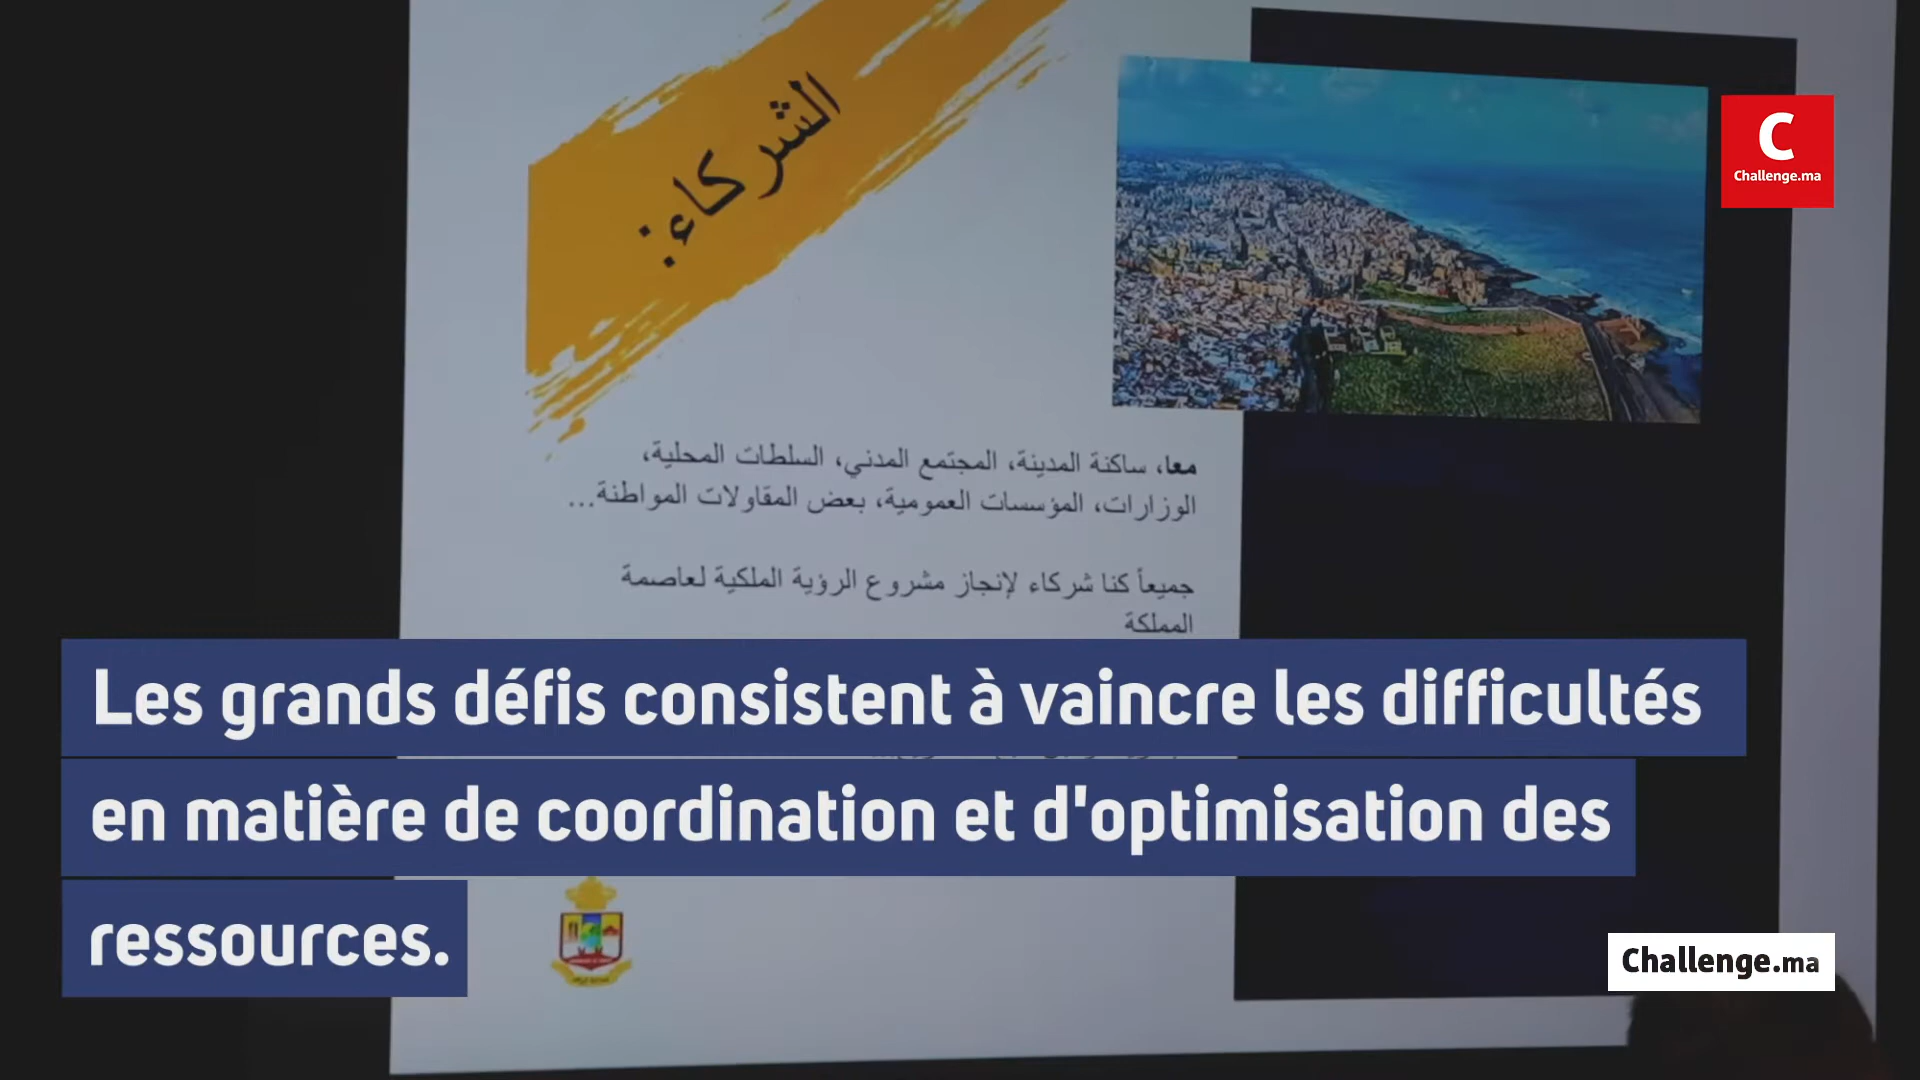 الشركاء:
C
Challenge.ma
معا، ساكنة المدينة، المجتمع المدني، السلطات المحلية،
الوزارات، المؤسسات العمومية، بعض المقاولات المواطنة...
جميعاً كنا شركاء لإنجاز مشروع الرؤية الملكية لعاصمة
المملكة
Les grands défis consistent à vaincre les difficultés
en matière de coordination et d'optimisation des
ressources.
Challenge.ma